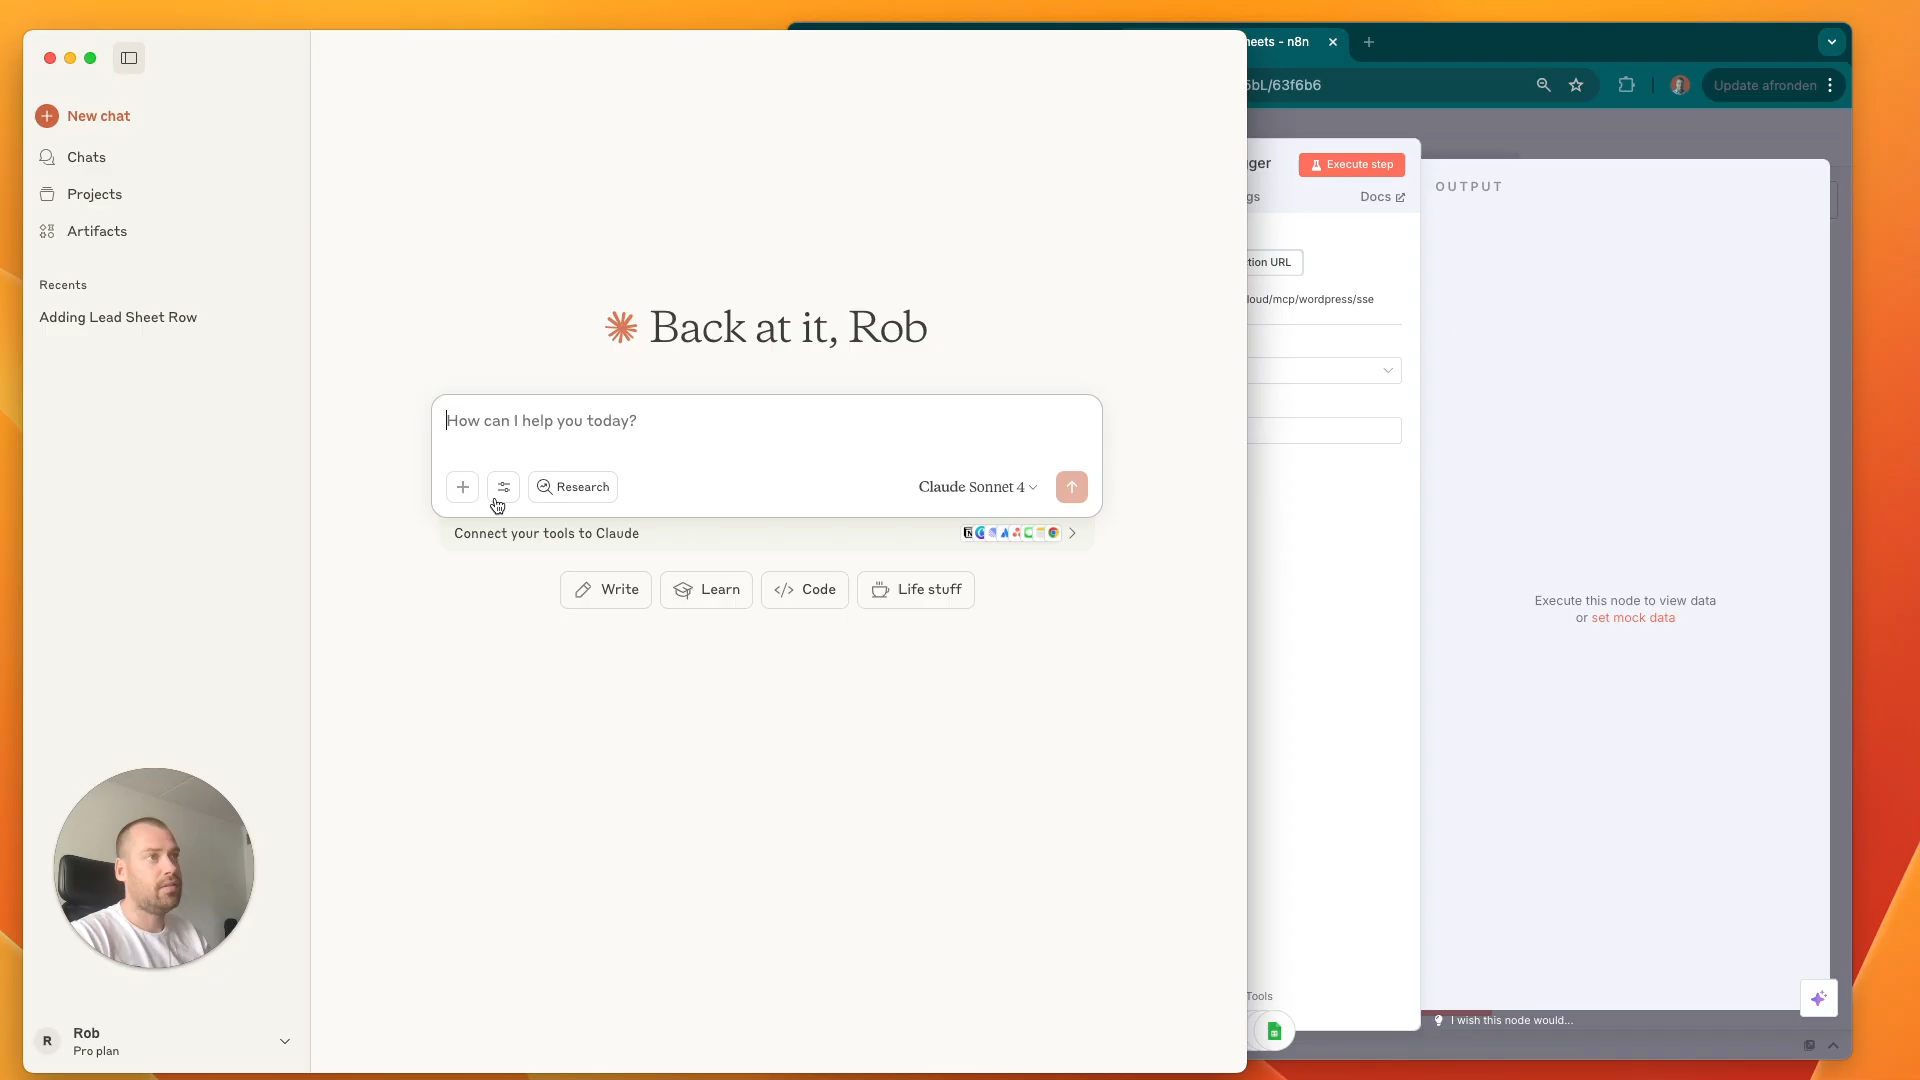 New chat
Chats
Projects
Artifacts
Recents
Adding Lead Sheet Row
Back at it, Rob
How can I help you today?
Research
Claude Sonnet 4
Connect your tools to Claude
Write
Learn
Code
Life stuff
R
Rob
Pro plan
heets - n8n
5bL/63f6b6
Update afronden
gger
Execute step
gs
Docs
tion URL
loud/mcp/wordpress/sse
OUTPUT
Execute this node to view data
or set mock data
Tools
I wish this node would...